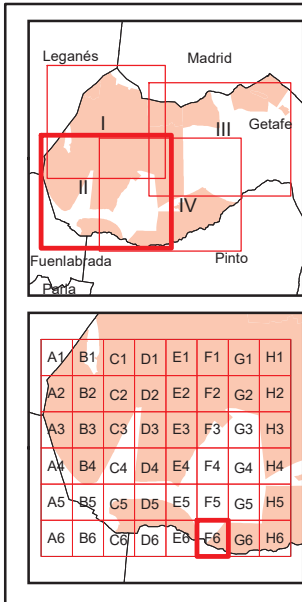 Leganés
Madrid
I
III
Getafe
II
IV
Fuenlabrada
Pinto
Parla
A1 B1 C1 D1 E1 F1 G1 H1
A2 B2 C2 D2 E2 F2 G2 H2
A3 B3 C3 D3 E3 F3 G3 H3
A4 B4 C4 D4 E4 F4 G4 H4
A5 B5 C5 D5 E5 F5 G5 H5
A6 B6 C6 D6 E6 F6 G6 H6